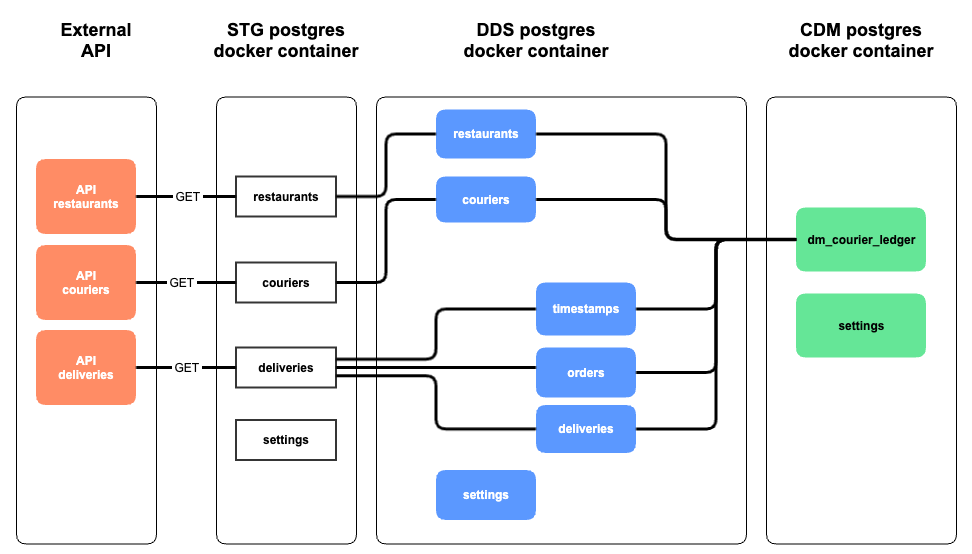 External
API
STG postgres
docker container
DDS postgres
docker container
CDM postgres
docker container
API
restaurants
GET
restaurants
restaurants
couriers
API
couriers
GET
couriers
dm_courier_ledger
timestamps
settings
API
deliveries
GET
deliveries
orders
deliveries
settings
settings